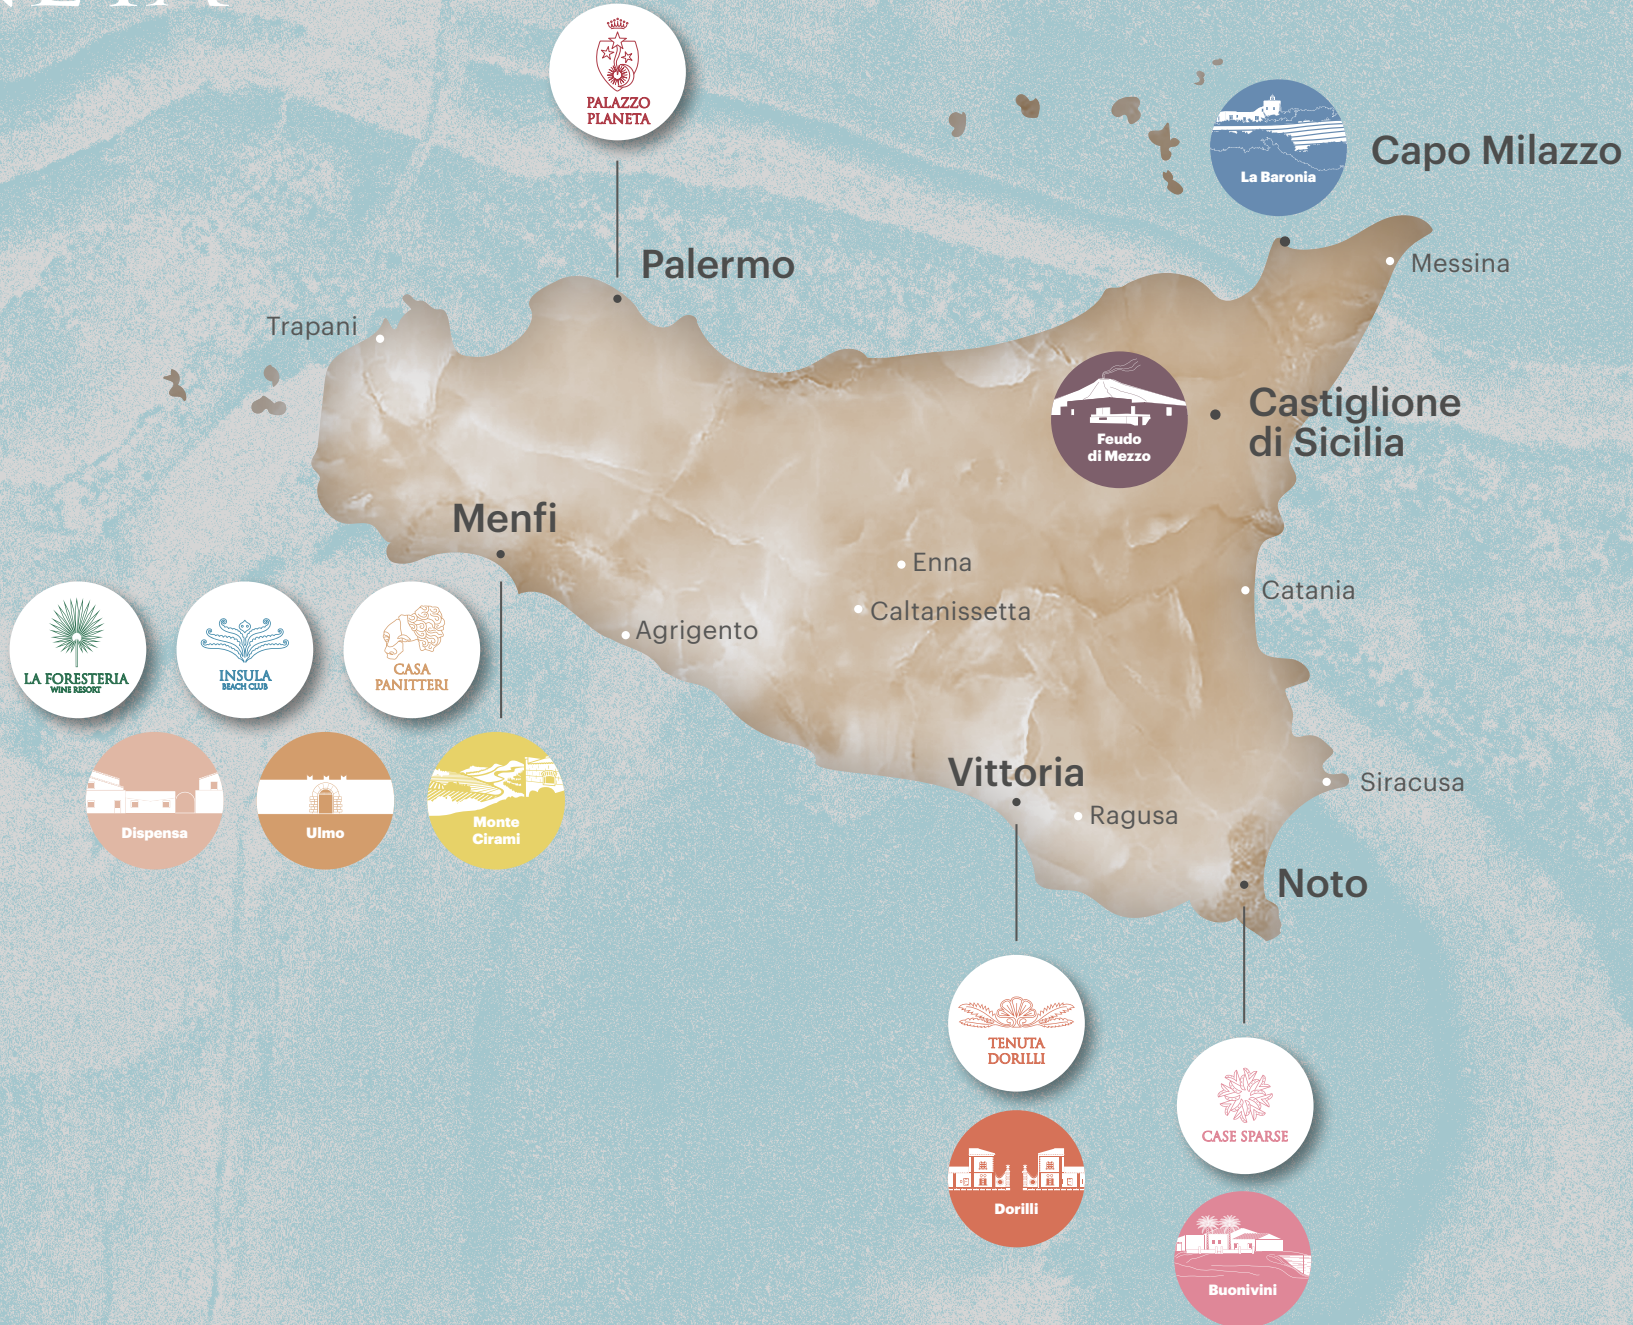 PALAZZO
PLANETA
La Baronia
Capo Milazzo
Palermo
Messina
Trapani
Feudo
di Mezzo
Castiglione
di Sicilia
Menfi
Enna
Catania
Caltanissetta
Agrigento
LA FORESTERIA
WINE RESORT
INSULA
BEACH CLUB
CASA
PANITTERI
Dispensa
Ulmo
Monte
Cirami
Vittoria
Ragusa
Siracusa
Noto
TENUTA
DORILLI
CASE SPARSE
Dorilli
Buonivini